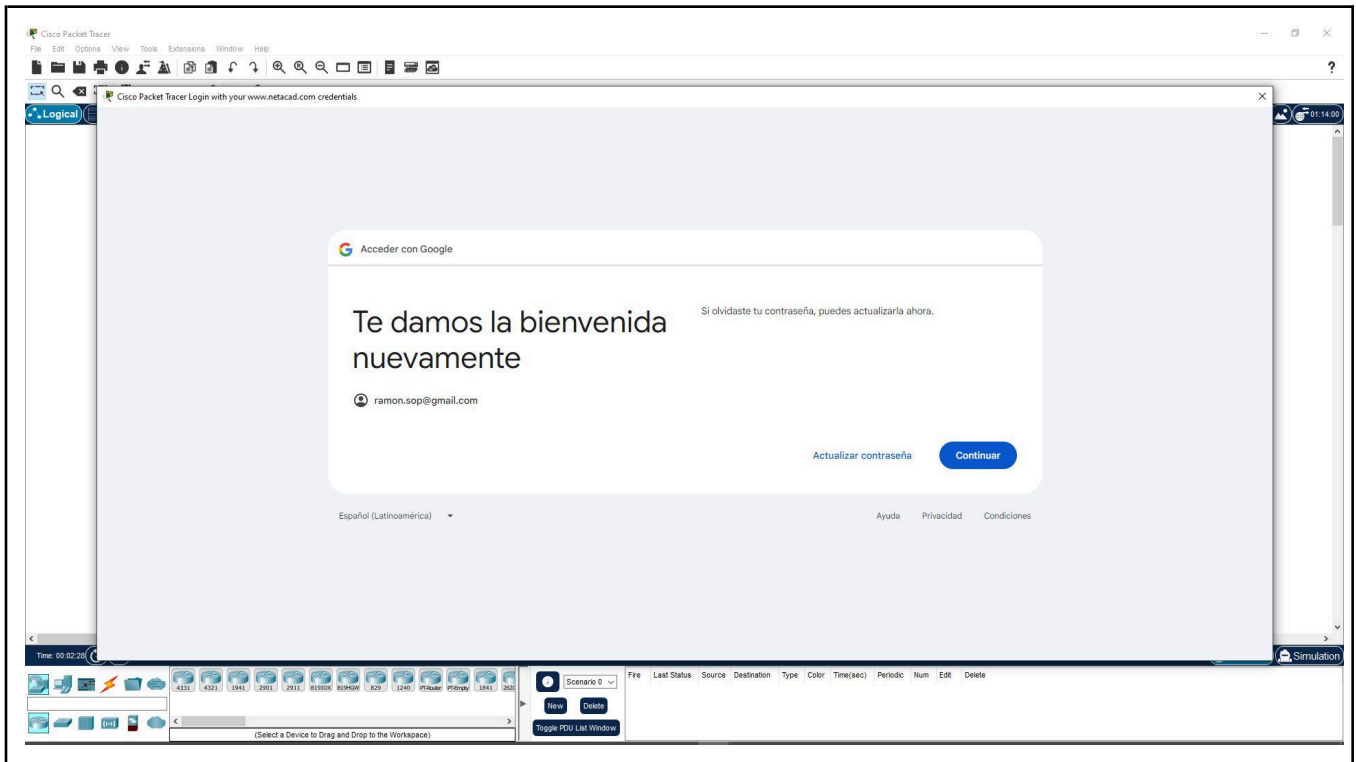 Cisco Packet Tracer
File Edit Options View Tools Extensions Window Help
?
Cisco Packet Tracer Login with your www.netacad.com credentials
Logical
01:14:00
Acceder con Google
Te damos la bienvenida
nuevamente
Si olvidaste tu contraseña, puedes actualizarla ahora.
ramon.sop@gmail.com
Actualizar contraseña
Continuar
Español (Latinoamérica)
Ayuda Privacidad Condiciones
Time: 00:02:28
Simulation
4331 4321 1941 2901 2911 819IOX 819HGW 829 1240 PT-Router PT-Empty 1841 262
(Select a Device to Drag and Drop to the Workspace)
Scenario 0
New Delete
Toggle PDU List Window
Fire Last Status Source Destination Type Color Time(sec) Periodic Num Edit Delete